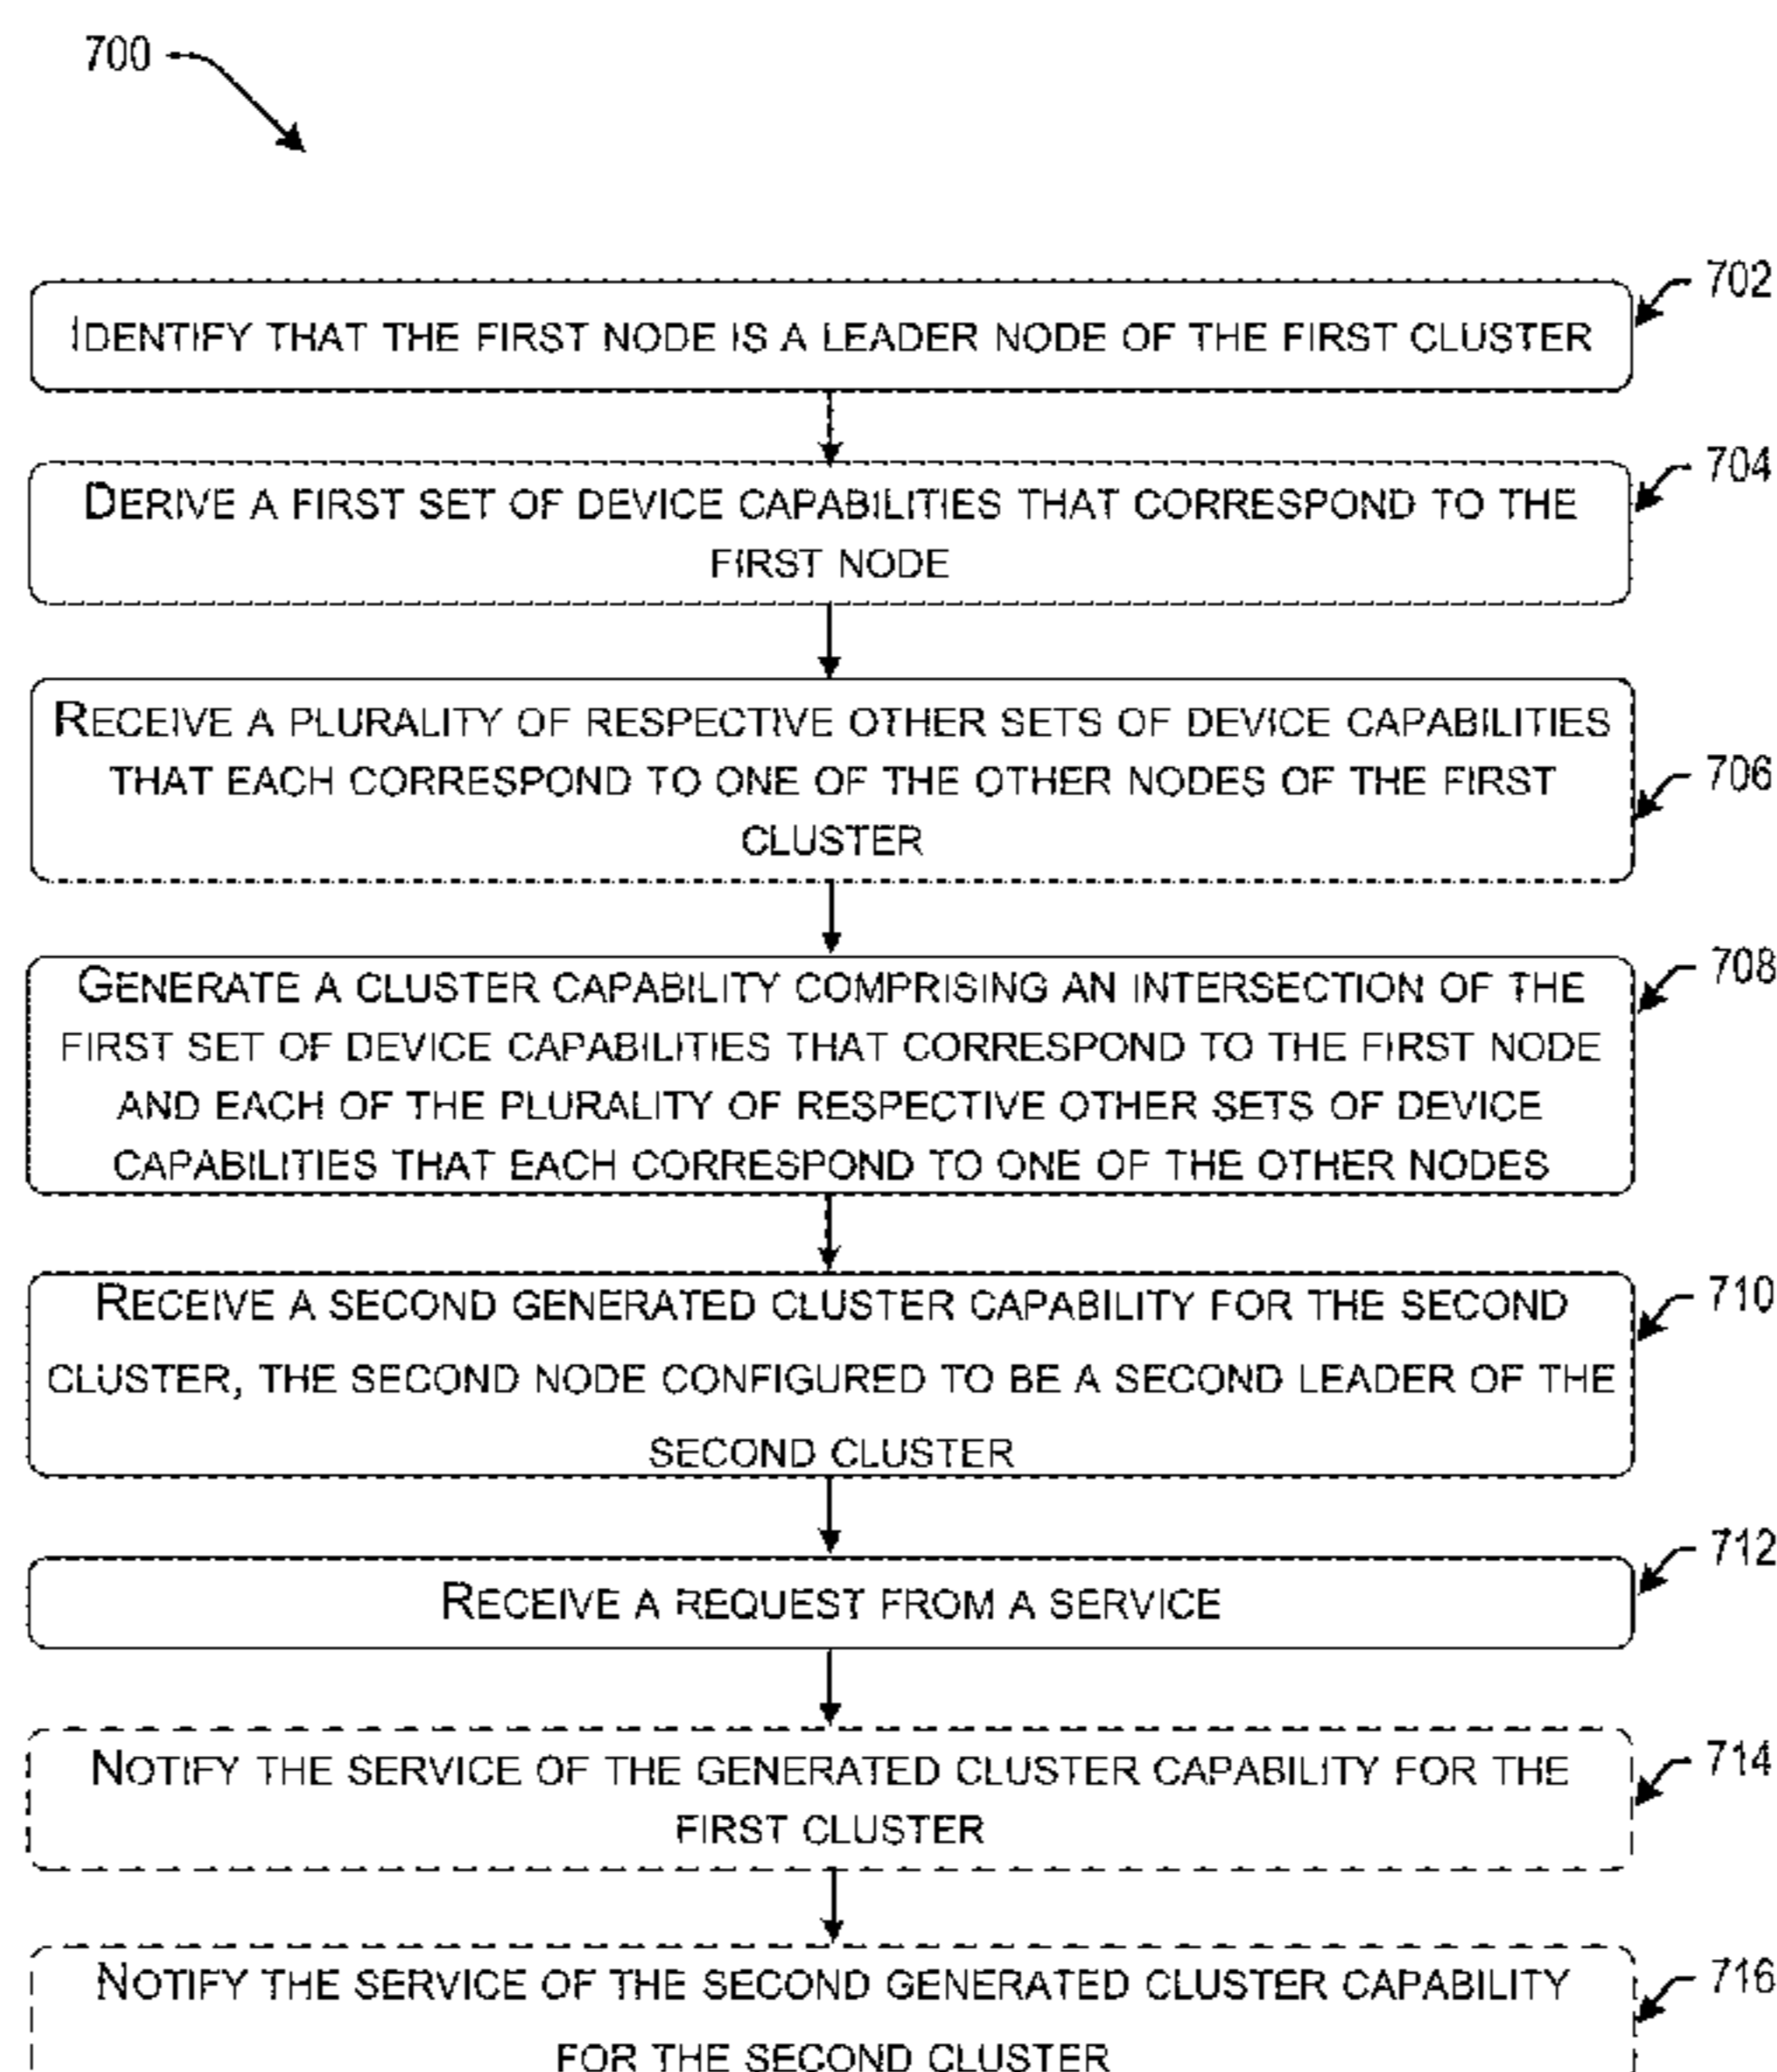 700
702
IDENTIFY THAT THE FIRST NODE IS A LEADER NODE OF THE FIRST CLUSTER
704
DERIVE A FIRST SET OF DEVICE CAPABILITIES THAT CORRESPOND TO THE
FIRST NODE
RECEIVE A PLURALITY OF RESPECTIVE OTHER SETS OF DEVICE CAPABILITIES
THAT EACH CORRESPOND TO ONE OF THE OTHER NODES OF THE FIRST
706
CLUSTER
708
GENERATE A CLUSTER CAPABILITY COMPRISING AN INTERSECTION OF THE
FIRST SET OF DEVICE CAPABILITIES THAT CORRESPOND TO THE FIRST NODE
AND EACH OF THE PLURALITY OF RESPECTIVE OTHER SETS OF DEVICE
CAPABILITIES THAT EACH CORRESPOND TO ONE OF THE OTHER NODES
710
RECEIVE A SECOND GENERATED CLUSTER CAPABILITY FOR THE SECOND
CLUSTER, THE SECOND NODE CONFIGURED TO BE A SECOND LEADER OF THE
SECOND CLUSTER
712
RECEIVE A REQUEST FROM A SERVICE
714
NOTIFY THE SERVICE OF THE GENERATED CLUSTER CAPABILITY FOR THE
FIRST CLUSTER
716
NOTIFY THE SERVICE OF THE SECOND GENERATED CLUSTER CAPABILITY
FOR THE SECOND CLUSTER